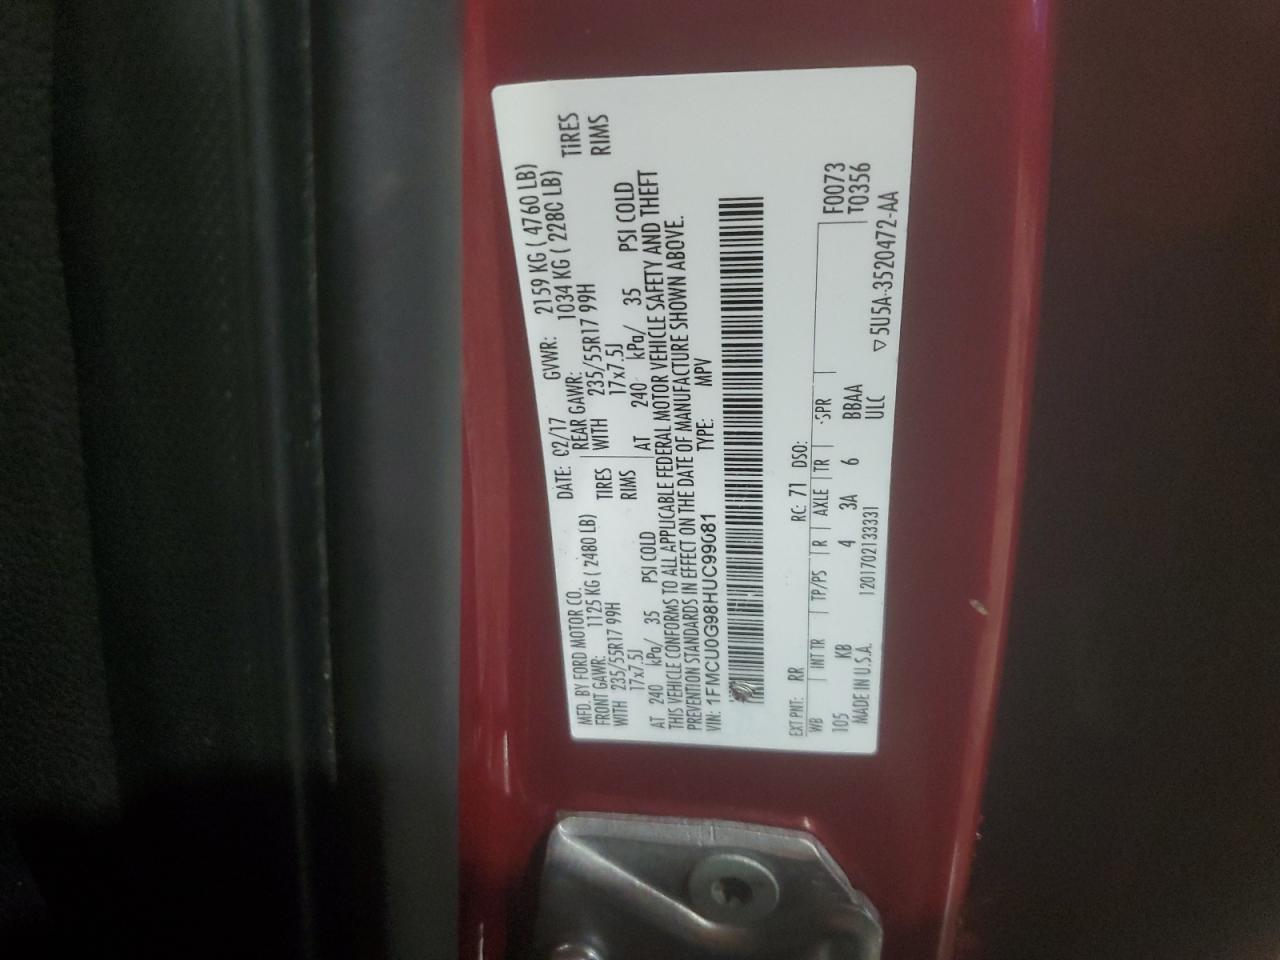 MFD. BY FORD MOTOR CO. DATE: 02/17 GVWR: 2159 KG ( 4760 LB)
FRONT GAWR: 1125 KG ( 2480 LB) REAR GAWR: 1034 KG ( 2280 LB)
WITH 235/55R17 99H TIRES WITH 235/55R17 99H TIRES
17x7.5J RIMS 17x7.5J RIMS
AT 240 kPa/ 35 PSI COLD AT 240 kPa/ 35 PSI COLD
THIS VEHICLE CONFORMS TO ALL APPLICABLE FEDERAL MOTOR VEHICLE SAFETY AND THEFT
PREVENTION STANDARDS IN EFFECT ON THE DATE OF MANUFACTURE SHOWN ABOVE.
VIN: 1FMCU0G98HUC99081 TYPE: MPV
EXT PNT: RR RC: 71 DSO:
WB INT TR TP/PS R AXLE TR SPR F0073
105 KB 4 3A 6 BBAA T0356
MADE IN U.S.A. 12017021333​31 ULC ▽5U5A-3520472-AA